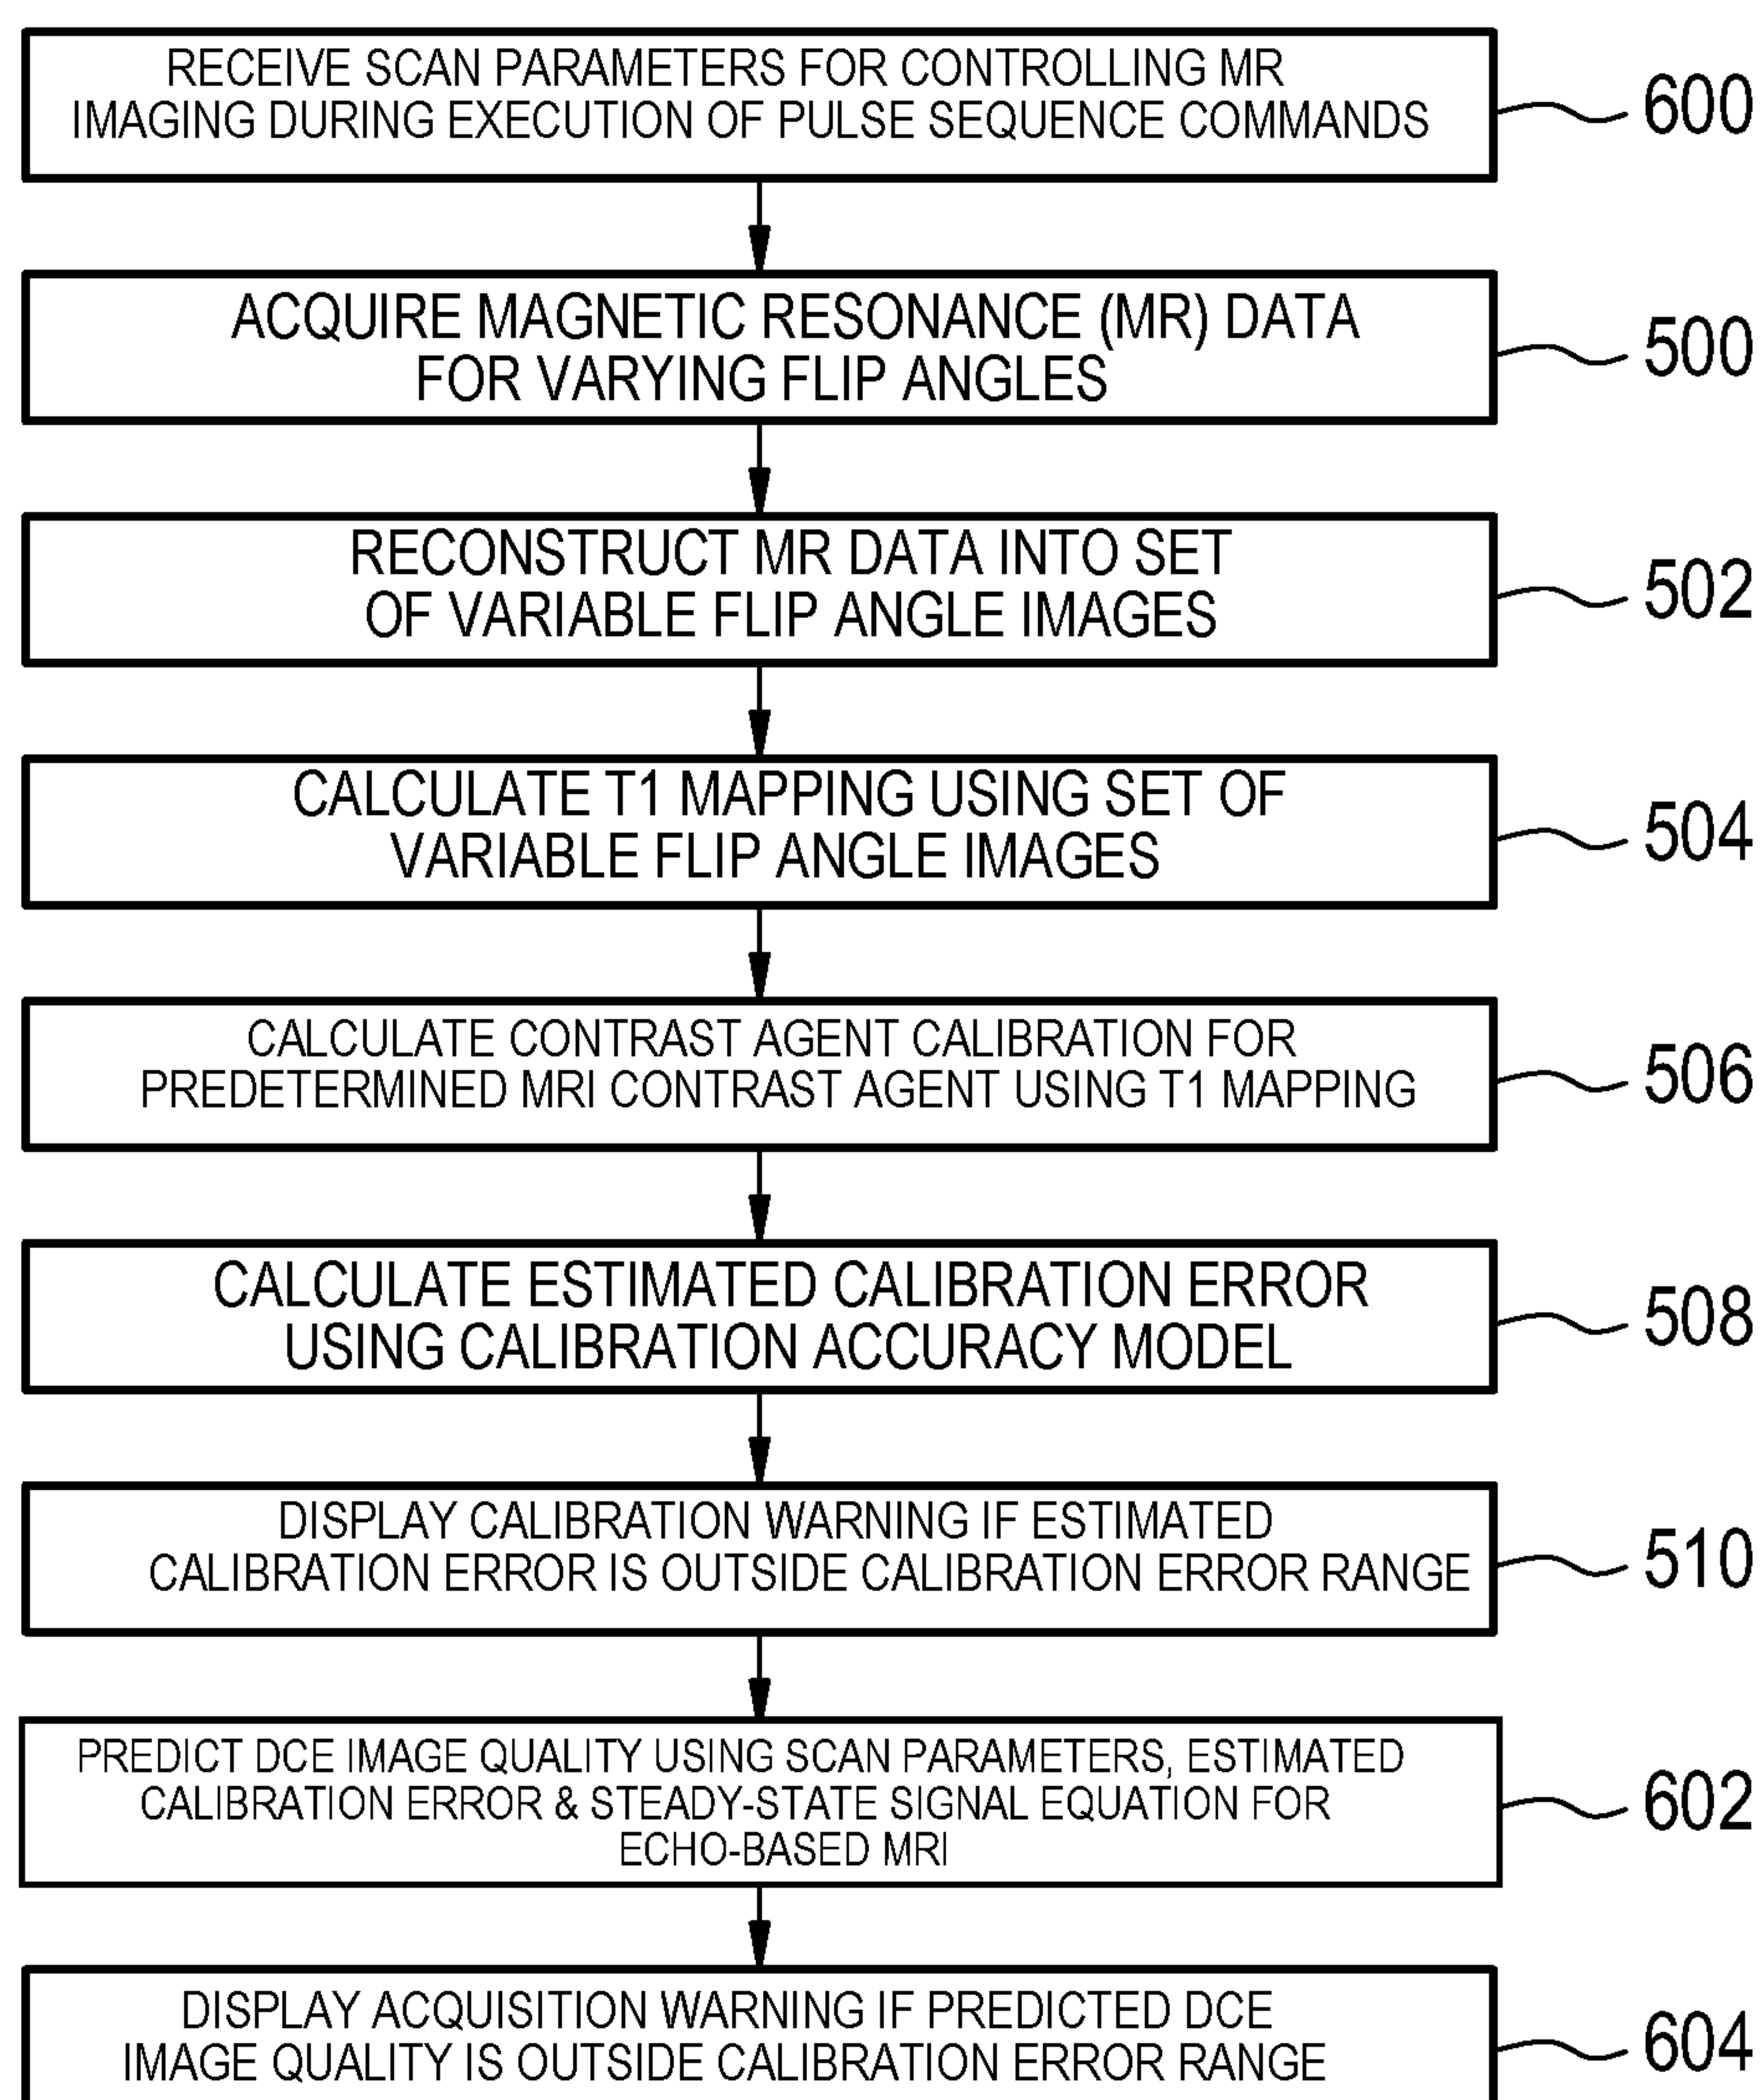 RECEIVE SCAN PARAMETERS FOR CONTROLLING MR
IMAGING DURING EXECUTION OF PULSE SEQUENCE COMMANDS
600
ACQUIRE MAGNETIC RESONANCE (MR) DATA
FOR VARYING FLIP ANGLES
500
RECONSTRUCT MR DATA INTO SET
OF VARIABLE FLIP ANGLE IMAGES
502
CALCULATE T1 MAPPING USING SET OF
VARIABLE FLIP ANGLE IMAGES
504
CALCULATE CONTRAST AGENT CALIBRATION FOR
PREDETERMINED MRI CONTRAST AGENT USING T1 MAPPING
506
CALCULATE ESTIMATED CALIBRATION ERROR
USING CALIBRATION ACCURACY MODEL
508
DISPLAY CALIBRATION WARNING IF ESTIMATED
CALIBRATION ERROR IS OUTSIDE CALIBRATION ERROR RANGE
510
PREDICT DCE IMAGE QUALITY USING SCAN PARAMETERS, ESTIMATED
CALIBRATION ERROR & STEADY-STATE SIGNAL EQUATION FOR
ECHO-BASED MRI
602
DISPLAY ACQUISITION WARNING IF PREDICTED DCE
IMAGE QUALITY IS OUTSIDE CALIBRATION ERROR RANGE
604